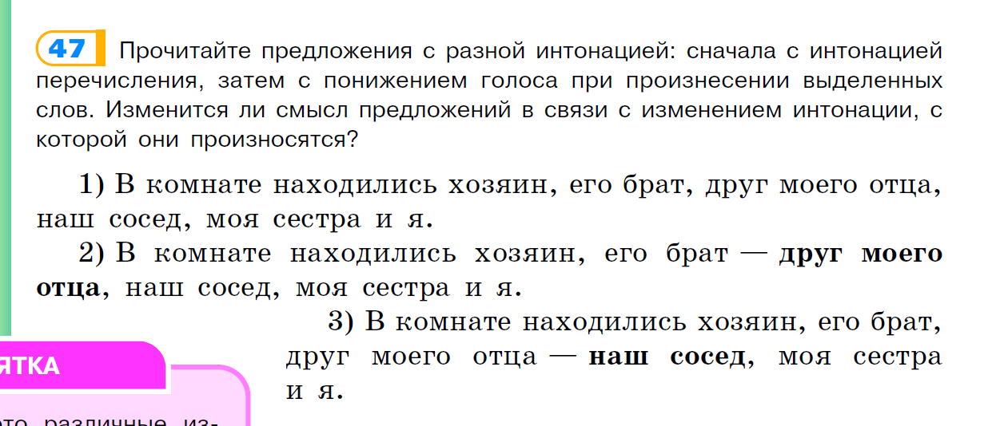 47 Прочитайте предложения с разной интонацией: сначала с интонацией
перечисления, затем с понижением голоса при произнесении выделенных
слов. Изменится ли смысл предложений в связи с изменением интонации, с
которой они произносятся?
1) В комнате находились хозяин, его брат, друг моего отца,
наш сосед, моя сестра и я.
2) В комнате находились хозяин, его брат — друг моего
отца, наш сосед, моя сестра и я.
3) В комнате находились хозяин, его брат,
друг моего отца — наш сосед, моя сестра
и я.
ЯТКА
это различные из-